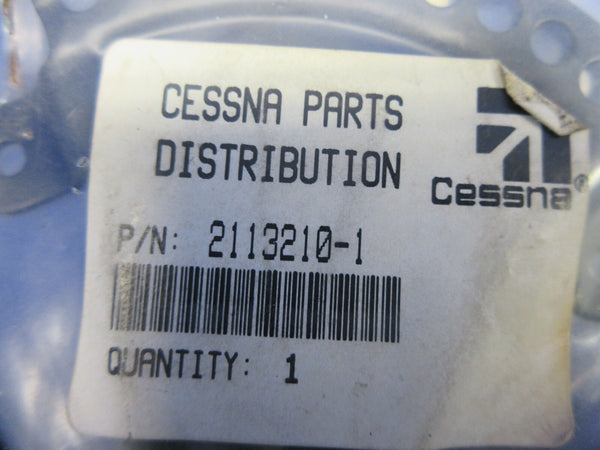 CESSNA PARTS
DISTRIBUTION
Cessna®
P/N: 2113210-1
QUANTITY: 1